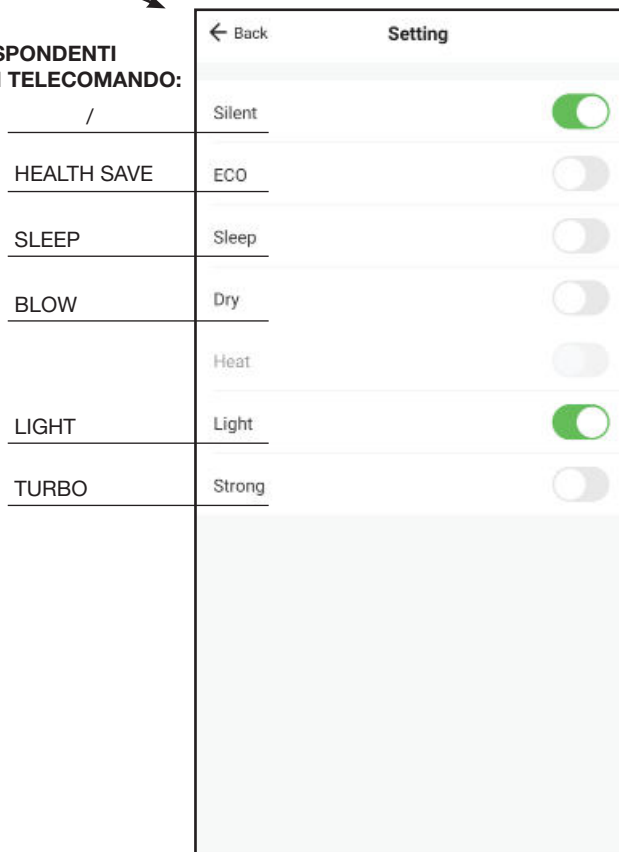 ← Back Setting
SPONDENTI
TELECOMANDO:
/ Silent
HEALTH SAVE ECO
SLEEP Sleep
BLOW Dry
Heat
LIGHT Light
TURBO Strong